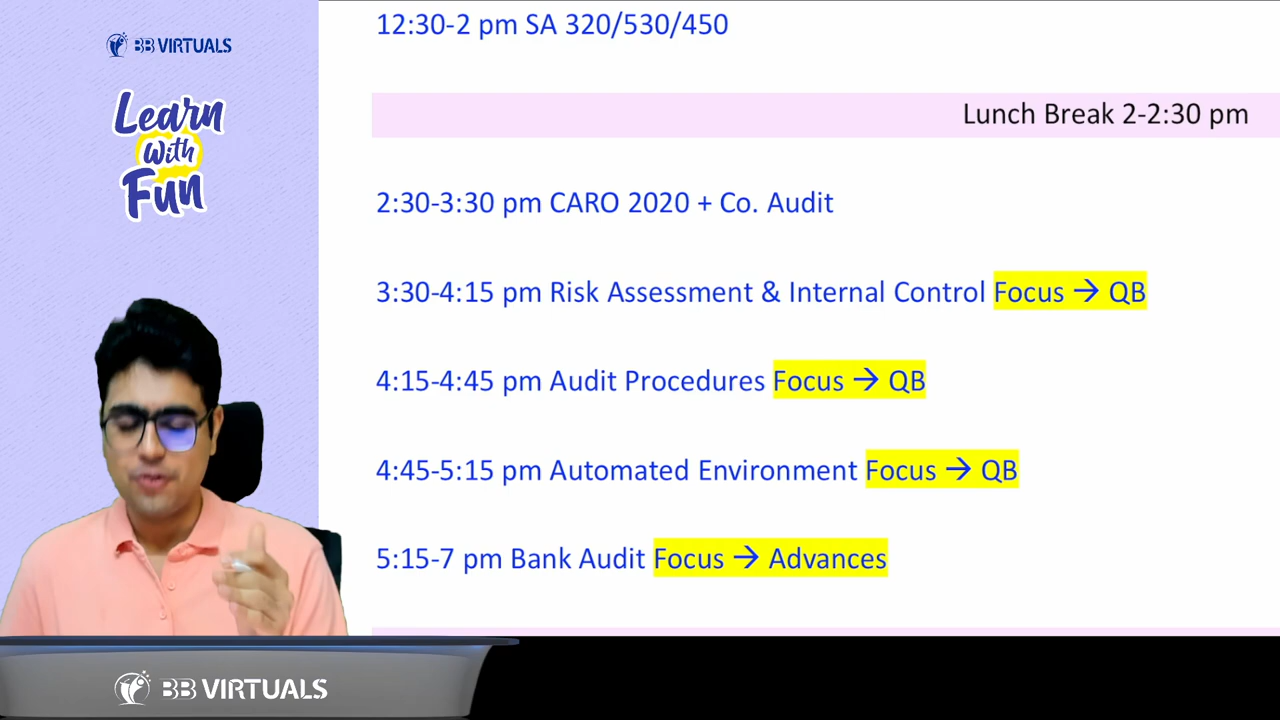 BB VIRTUALS
Learn
With
Fun
12:30-2 pm SA 320/530/450
Lunch Break 2-2:30 pm
2:30-3:30 pm CARO 2020 + Co. Audit
3:30-4:15 pm Risk Assessment & Internal Control Focus → QB
4:15-4:45 pm Audit Procedures Focus → QB
4:45-5:15 pm Automated Environment Focus → QB
5:15-7 pm Bank Audit Focus → Advances
BB VIRTUALS